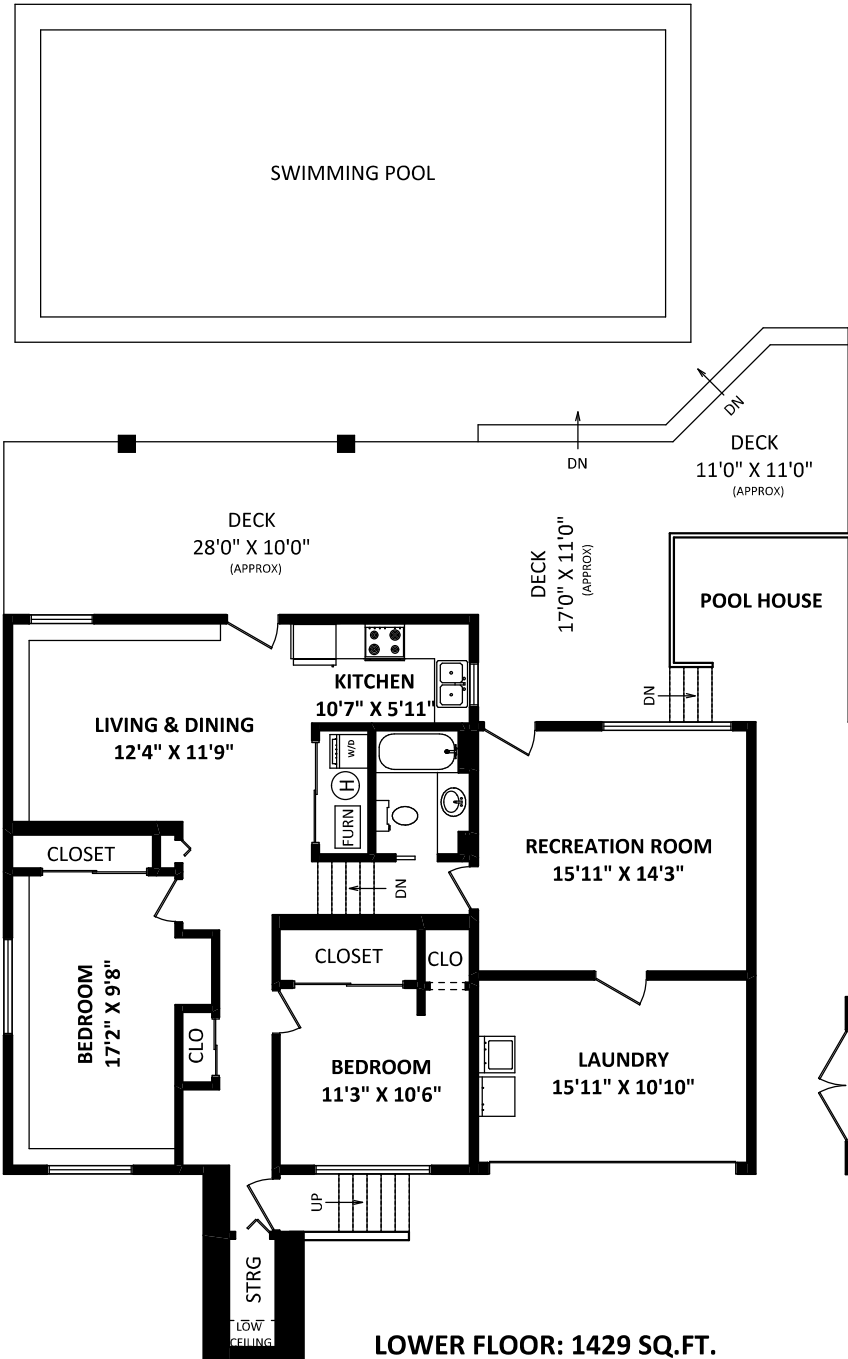 SWIMMING POOL
DN
DN
DECK
11'0" X 11'0"
(APPROX)
DECK
28'0" X 10'0"
(APPROX)
DECK
17'0" X 11'0"
(APPROX)
POOL HOUSE
DN
KITCHEN
10'7" X 5'11"
LIVING & DINING
12'4" X 11'9"
W/D
H
FURN
CLOSET
DN
RECREATION ROOM
15'11" X 14'3"
CLOSET
CLO
BEDROOM
17'2" X 9'8"
CLO
BEDROOM
11'3" X 10'6"
LAUNDRY
15'11" X 10'10"
UP
STRG
LOW
CEILING
LOWER FLOOR: 1429 SQ.FT.